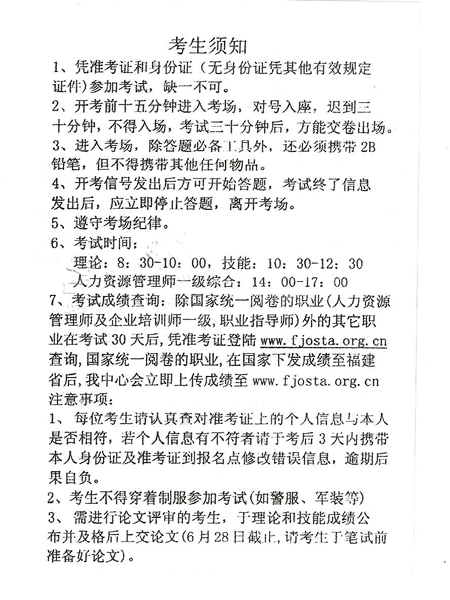 考生须知
1、凭准考证和身份证（无身份证凭其他有效规定
证件)参加考试，缺一不可。
2、开考前十五分钟进入考场，对号入座，迟到三
十分钟，不得入场，考试三十分钟后，方能交卷出场。
3、进入考场，除答题必备工具外，还必须携带 2B
铅笔，但不得携带其他任何物品。
4、开考信号发出后方可开始答题，考试终了信息
发出后，应立即停止答题，离开考场。
5、遵守考场纪律。
6、考试时间：
理论：8：30-10：00，技能：10：30-12：30
人力资源管理师一级综合：14：00-17：00
7、考试成绩查询：除国家统一阅卷的职业(人力资源
管理师及企业培训师一级,职业指导师)外的其它职
业在考试 30 天后,凭准考证登陆 www.fjosta.org.cn
查询,国家统一阅卷的职业,在国家下发成绩至福建
省后,我中心会立即上传成绩至 www.fjosta.org.cn
注意事项：
1、每位考生请认真查对准考证上的个人信息与本人
是否相符，若个人信息有不符者请于考后 3 天内携带
本人身份证及准考证到报名点修改错误信息，逾期后
果自负。
2、考生不得穿着制服参加考试(如警服、军装等)
3、需进行论文评审的考生，于理论和技能成绩公
布并及格后上交论文(6 月 28 日截止,请考生于笔试前
准备好论文)。